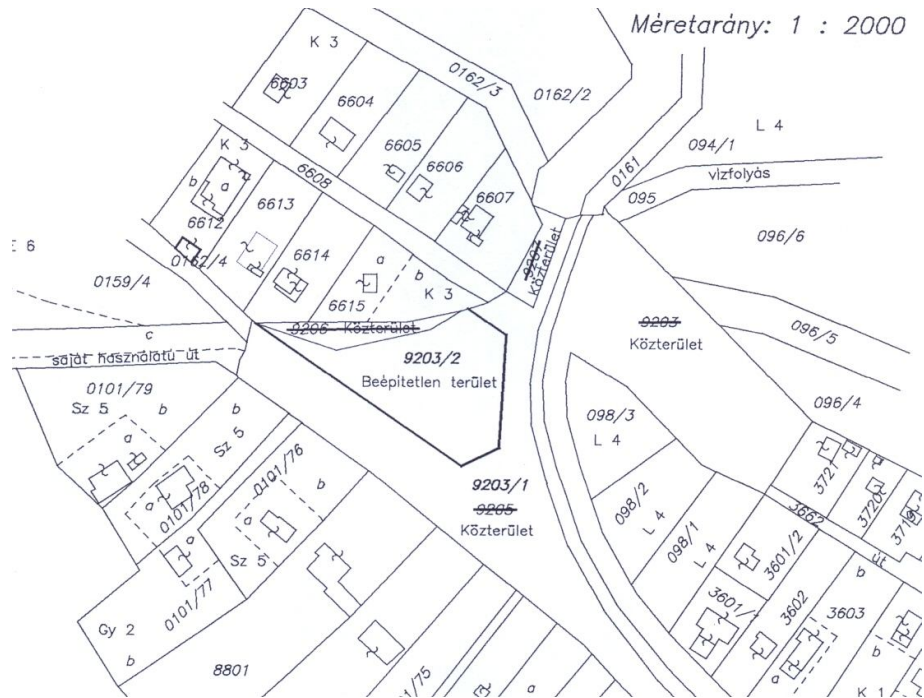 Méretarány: 1 : 2000
K 3
6603
0162/3
0162/2
6604
L 4
094/1
6605
K 3
6608
6606
0161
vízfolyás
b
a
6607
095
6613
6612
9207
Közterület
096/6
E 6
0162/4
6614
a
b
K 3
0159/4
6615
9203
Közterület
096/5
c
9206 Közterület
saját használatú út
9203/2
Beépítetlen terület
0101/79
Sz 5
b
b
096/4
098/3
L 4
a
Sz 5
0101/76
3721
9203/1
b
9205
Közterület
0101/78
a
098/2
3720
3662
3719
L 4
a
098/1
3601/2
út
Sz 5
L 4
b
0101/77
3601/1
3602
3603
Gy 2
b
b
8801
a
a
K 1